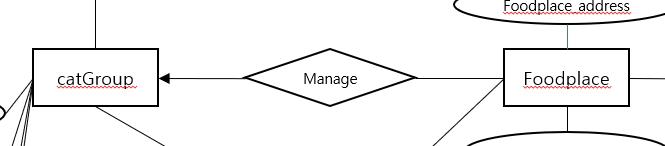 Foodplace_address
catGroup
Manage
Foodplace